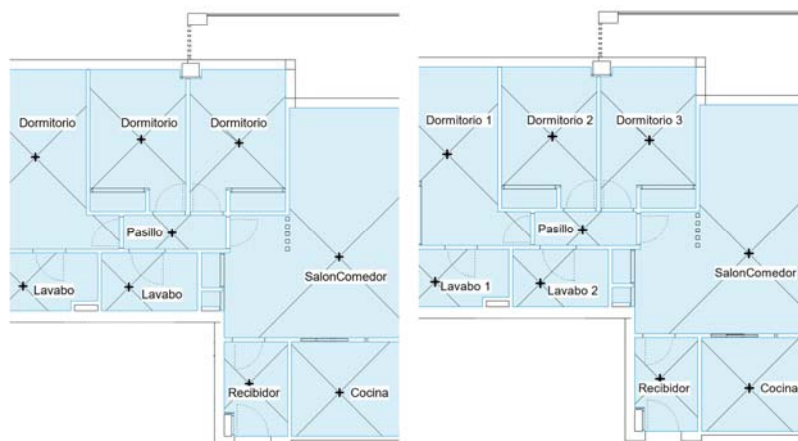 Dormitorio
Dormitorio
Dormitorio
Pasillo
SalonComedor
Lavabo
Lavabo
Recibidor
Cocina
Dormitorio 1
Dormitorio 2
Dormitorio 3
Pasillo
SalonComedor
Lavabo 1
Lavabo 2
Recibidor
Cocina